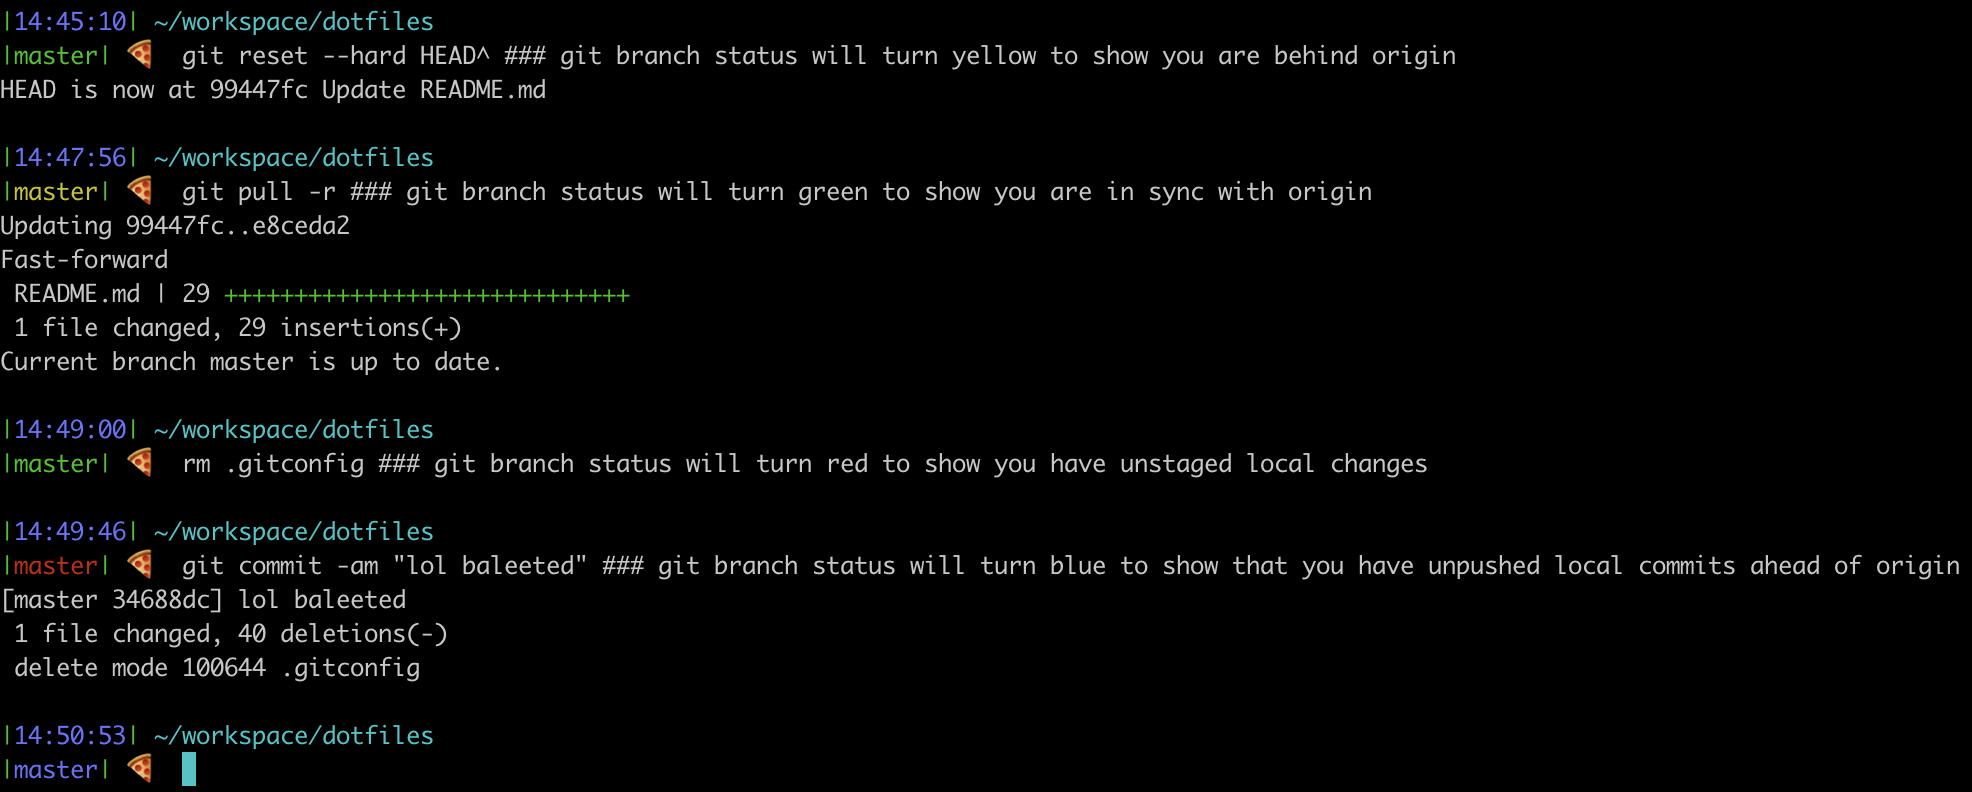 |14:45:10| ~/workspace/dotfiles
|master| 🍕 git reset --hard HEAD^ ### git branch status will turn yellow to show you are behind origin
HEAD is now at 99447fc Update README.md
|14:47:56| ~/workspace/dotfiles
|master| 🍕 git pull -r ### git branch status will turn green to show you are in sync with origin
Updating 99447fc..e8ceda2
Fast-forward
 README.md | 29 +++++++++++++++++++++++++++++
 1 file changed, 29 insertions(+)
Current branch master is up to date.
|14:49:00| ~/workspace/dotfiles
|master| 🍕 rm .gitconfig ### git branch status will turn red to show you have unstaged local changes
|14:49:46| ~/workspace/dotfiles
|master| 🍕 git commit -am "lol baleeted" ### git branch status will turn blue to show that you have unpushed local commits ahead of origin
[master 34688dc] lol baleeted
 1 file changed, 40 deletions(-)
 delete mode 100644 .gitconfig
|14:50:53| ~/workspace/dotfiles
|master| 🍕